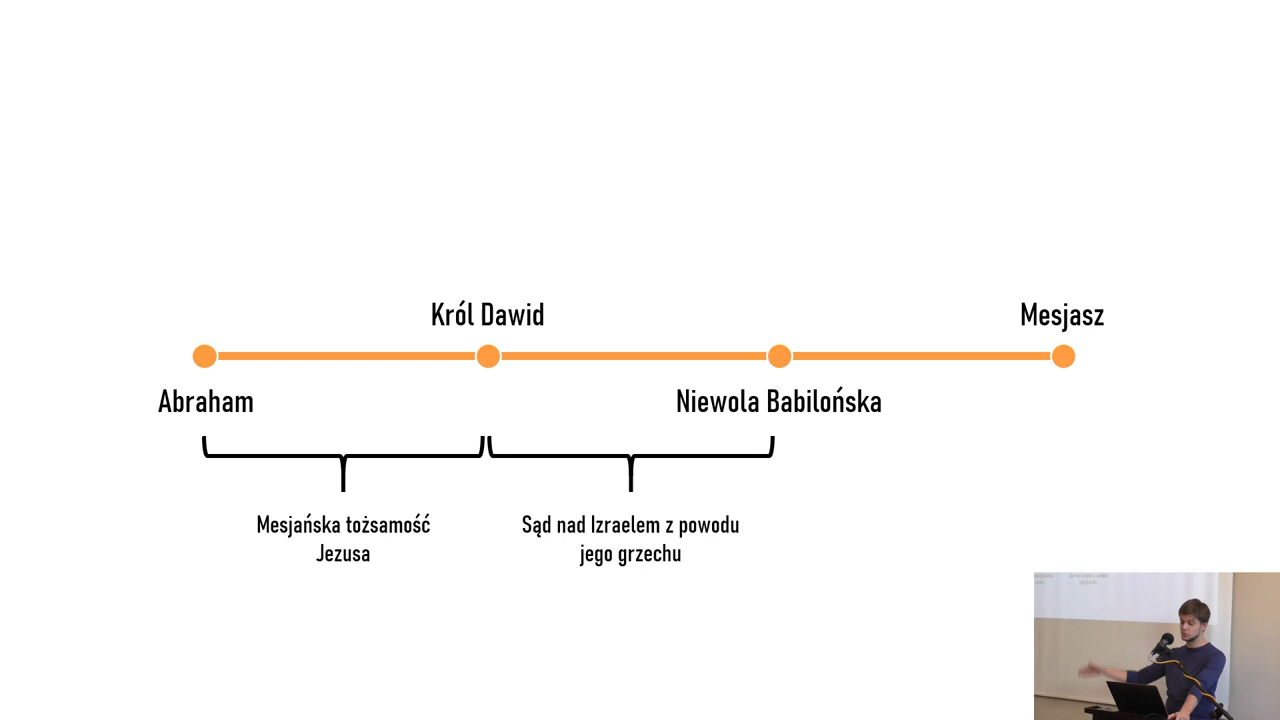 Król Dawid
Mesjasz
Abraham
Niewola Babilońska
Mesjańska tożsamość
Jezusa
Sąd nad Izraelem z powodu
jego grzechu